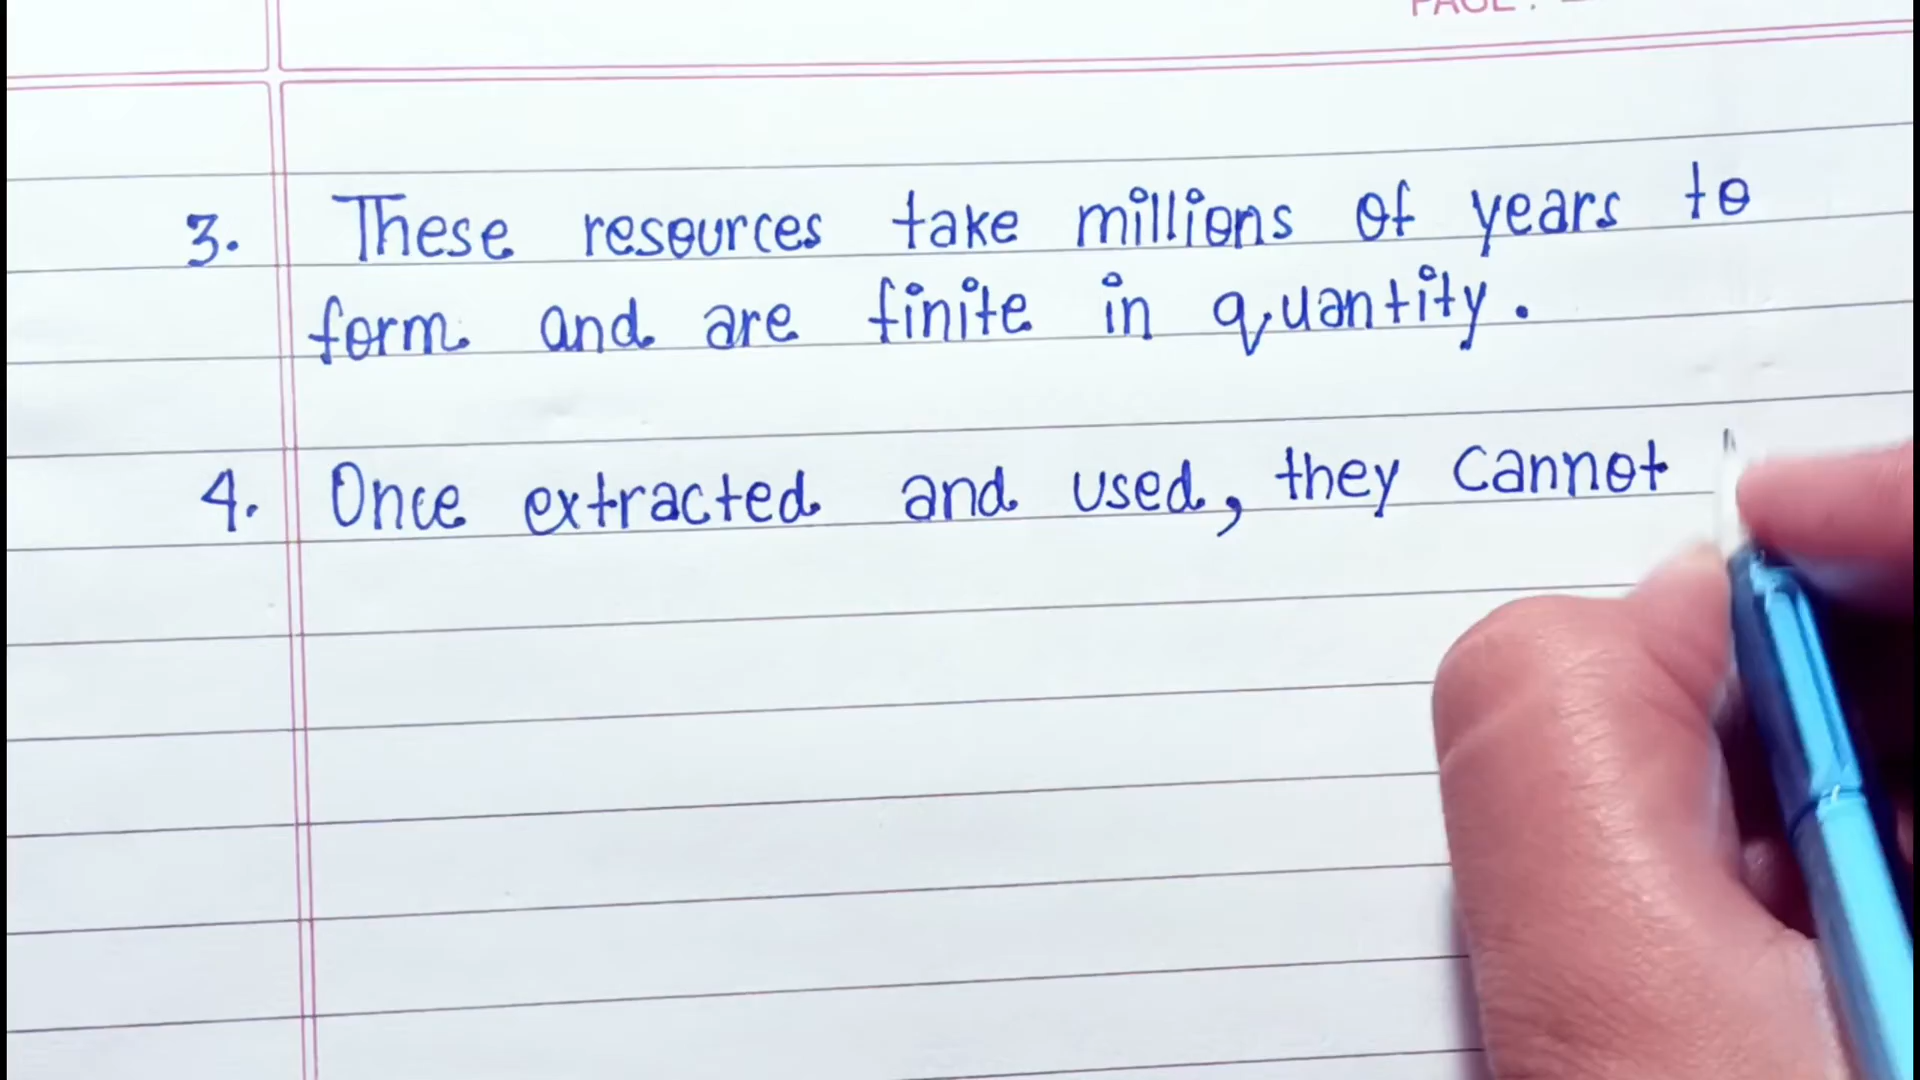 PAGE:
3. These resources take millions of years to
form and are finite in quantity.
4. Once extracted and used, they cannot